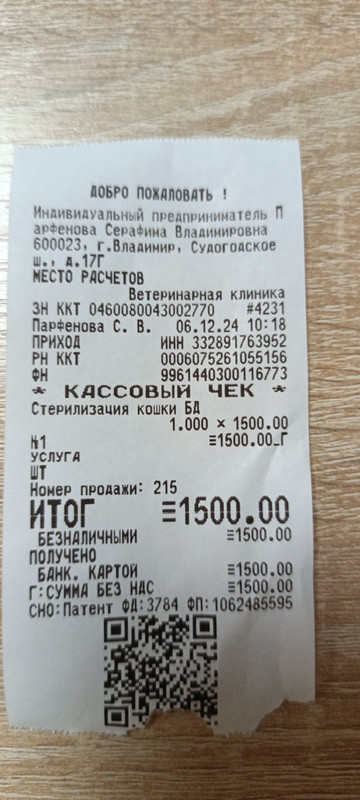 ДОБРО ПОЖАЛОВАТЬ !
Индивидуальный предприниматель П
арфенова Серафима Владимировна
600023, г.Владимир, Судогодское
ш., д.17Г
МЕСТО РАСЧЕТОВ
Ветеринарная клиника
ЗН ККТ 0460080043002770 #4231
Парфенова С. В. 06.12.24 10:18
ПРИХОД ИНН 332891763952
РН ККТ 0006075261055156
ФН 9961440300116773
* КАССОВЫЙ ЧЕК *
Стерилизация кошки БД
1.000 × 1500.00
№1 ≡1500.00_Г
УСЛУГА
ШТ
Номер продажи: 215
ИТОГ ≡1500.00
БЕЗНАЛИЧНЫМИ ≡1500.00
ПОЛУЧЕНО
БАНК. КАРТОЙ ≡1500.00
Г:СУММА БЕЗ НДС ≡1500.00
СНО:Патент ФД:3784 ФП:1062485595